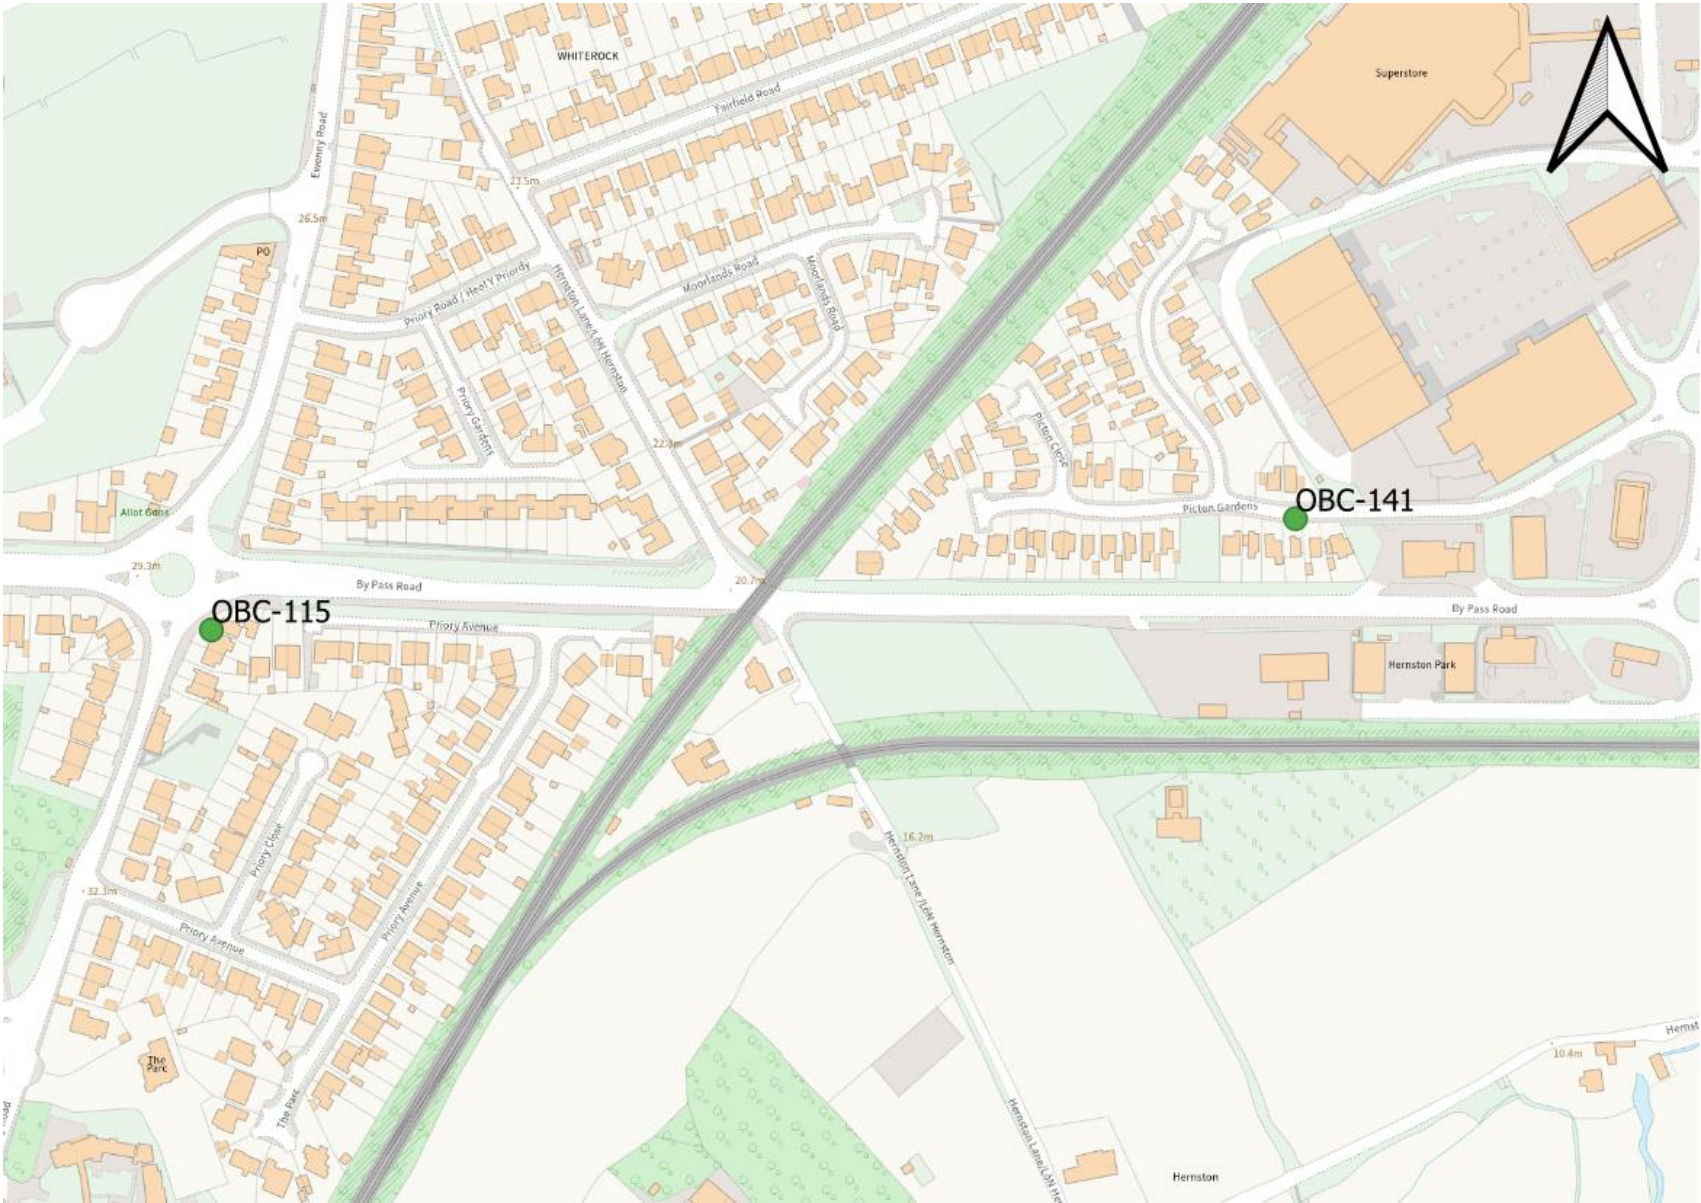 WHITEROCK
Superstore
Fairfield Road
Ewenny Road
23.5m
26.5m
PO
Priory Road / Heol Y Priordy
Hernston Lane/Lôn Hernston
Moorlands Road
Moorlands Road
Priory Gardens
22.3m
Picton Close
OBC-141
Picton Gardens
Allot Gdns
29.3m
By Pass Road
20.7m
By Pass Road
OBC-115
Priory Avenue
Hernston Park
16.2m
Priory Close
Hernston Lane /Lôn Hernston
32.3m
Priory Avenue
Priory Avenue
The
Parc
The Parc
10.4m
Hernston Lane/Lôn
Hernston